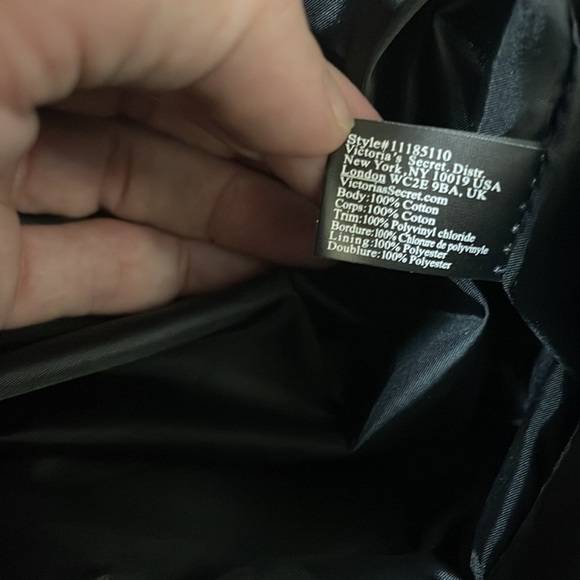 Style#11185110
Victoria's Secret Distr.
New York, NY 10019 USA
London WC2E 9BA, UK
VictoriasSecret.com
Body:100% Cotton
Corps:100% Coton
Trim:100% Polyvinyl chloride
Bordure:100% Chlorure de polyvinyle
Lining:100% Polyester
Doublure:100% Polyester